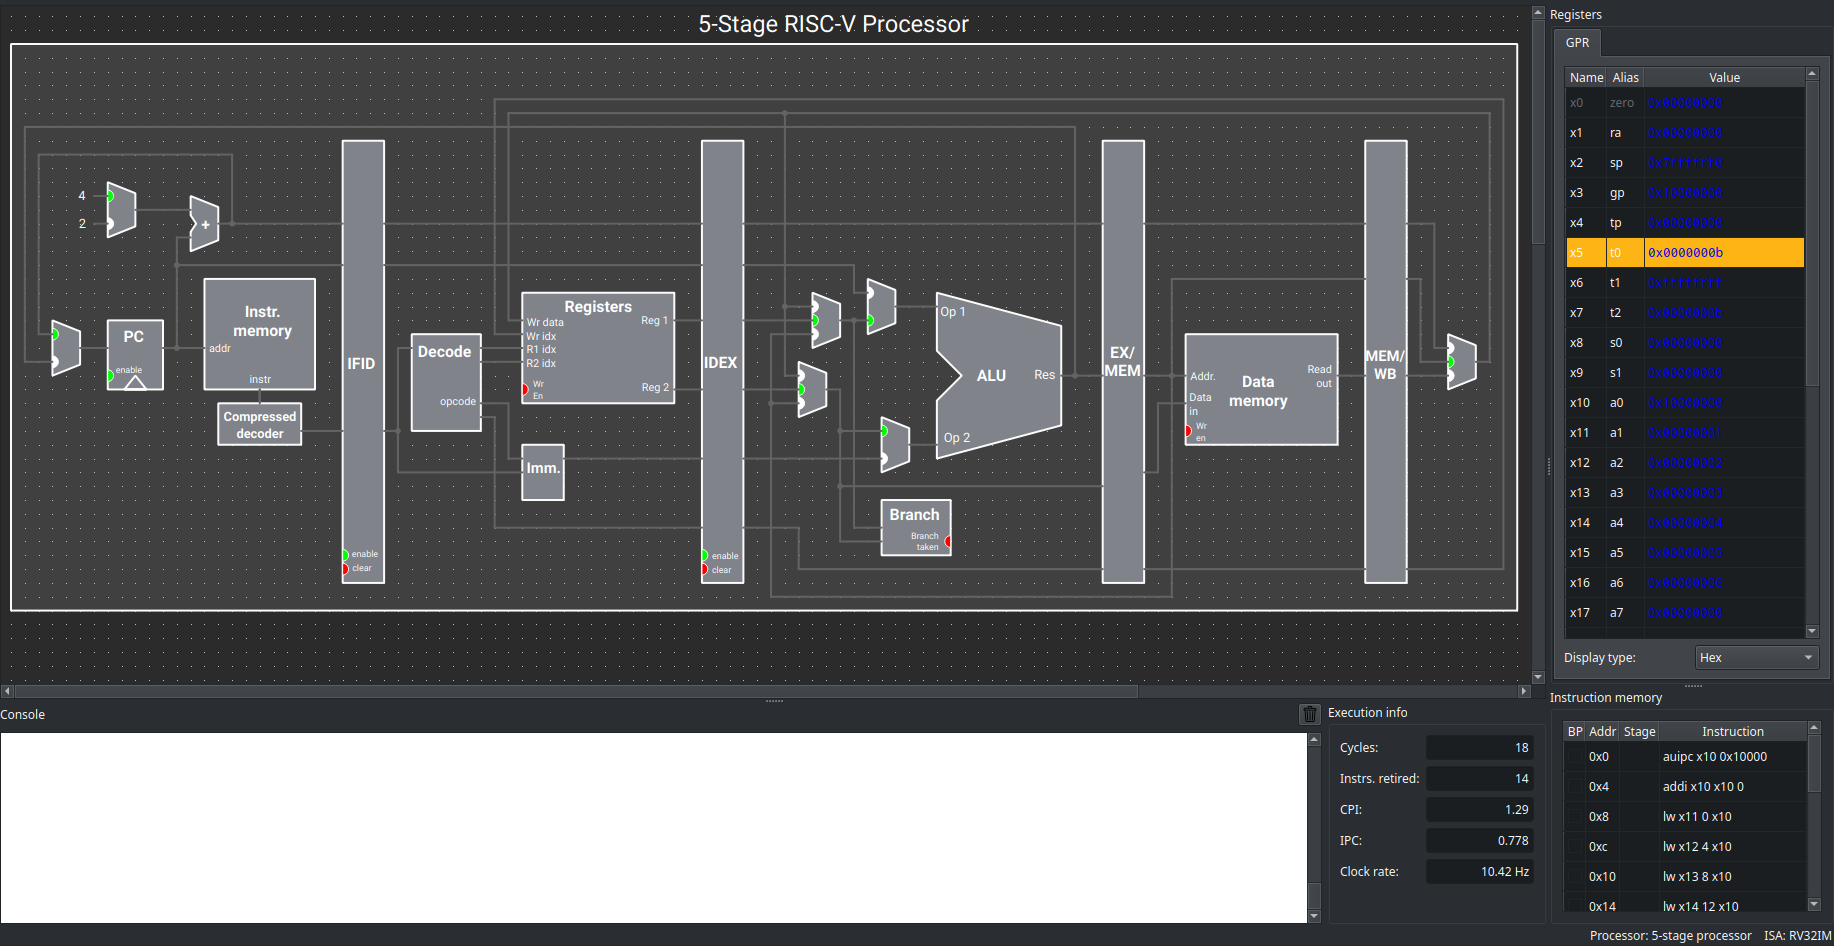 5-Stage RISC-V Processor
4
2
+
PC
enable
Instr. memory
addr
instr
Compressed decoder
IFID
enable
clear
Decode
opcode
Registers
Wr data
Wr idx
R1 idx
R2 idx
Wr En
Reg 1
Reg 2
Imm.
IDEX
enable
clear
Op 1
ALU
Res
Op 2
Branch
Branch taken
EX/
MEM
Addr.
Data in
Wr en
Data memory
Read out
MEM/
WB
Registers
GPR
Name Alias Value
x0 zero 0x00000000
x1 ra 0x00000000
x2 sp 0x7ffffff0
x3 gp 0x10000000
x4 tp 0x00000000
x5 t0 0x0000000b
x6 t1 0xffffffff
x7 t2 0x0000000b
x8 s0 0x00000000
x9 s1 0x00000000
x10 a0 0x10000000
x11 a1 0x00000001
x12 a2 0x00000002
x13 a3 0x00000003
x14 a4 0x00000004
x15 a5 0x00000005
x16 a6 0x00000006
x17 a7 0x00000000
Display type: Hex
Console
Execution info
Cycles: 18
Instrs. retired: 14
CPI: 1.29
IPC: 0.778
Clock rate: 10.42 Hz
Instruction memory
BP Addr Stage Instruction
0x0 auipc x10 0x10000
0x4 addi x10 x10 0
0x8 lw x11 0 x10
0xc lw x12 4 x10
0x10 lw x13 8 x10
0x14 lw x14 12 x10
Processor: 5-stage processor ISA: RV32IM